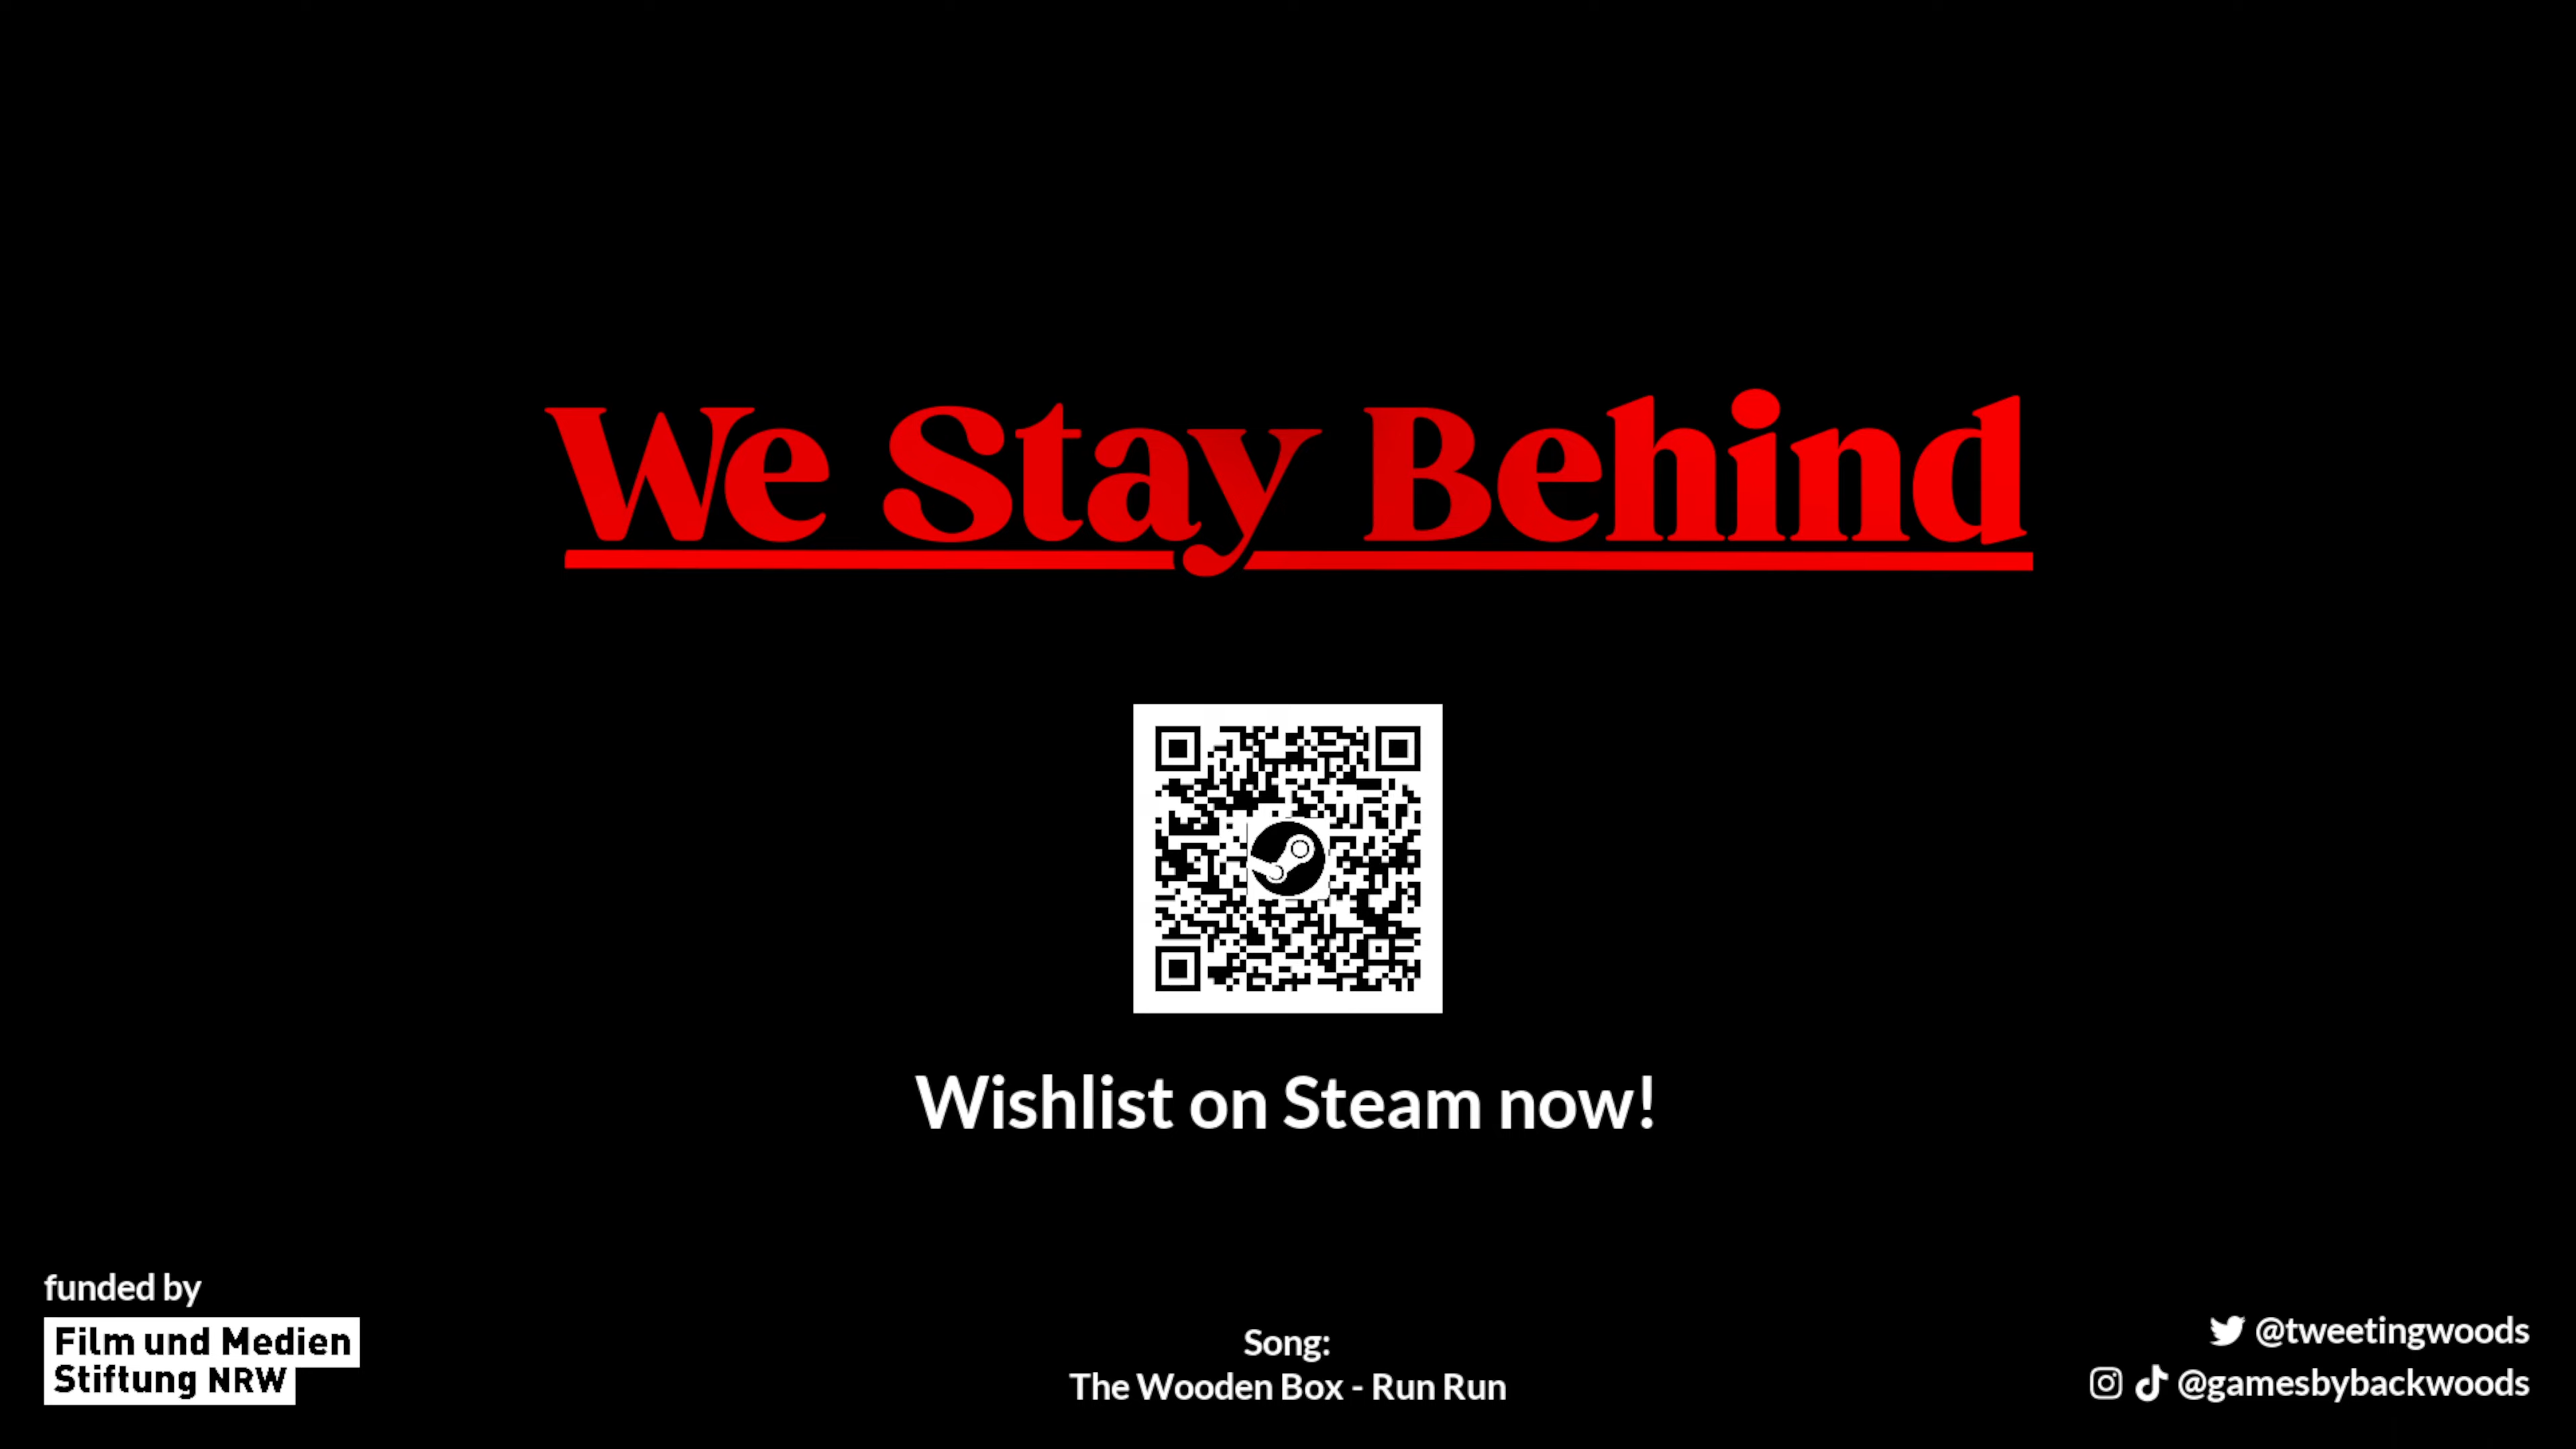 We Stay Behind
Wishlist on Steam now!
funded by
Film und Medien
Stiftung NRW
Song:
The Wooden Box - Run Run
@tweetingwoods
@gamesbybackwoods